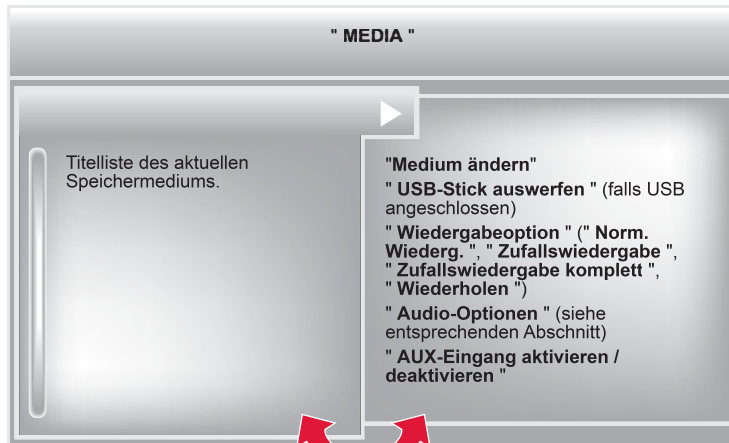 " MEDIA "
Titelliste des aktuellen
Speichermediums.
"Medium ändern"
" USB-Stick auswerfen " (falls USB
angeschlossen)
" Wiedergabeoption " (" Norm.
Wiederg. ", " Zufallswiedergabe ",
" Zufallswiedergabe komplett ",
" Wiederholen ")
" Audio-Optionen " (siehe
entsprechenden Abschnitt)
" AUX-Eingang aktivieren /
deaktivieren "